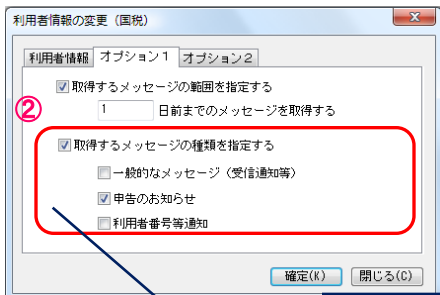 利用者情報の変更（国税）
利用者情報 オプション１ オプション２
取得するメッセージの範囲を指定する
②
1 日前までのメッセージを取得する
取得するメッセージの種類を指定する
一般的なメッセージ（受信通知等）
申告のお知らせ
利用者番号等通知
確定(K) 閉じる(C)